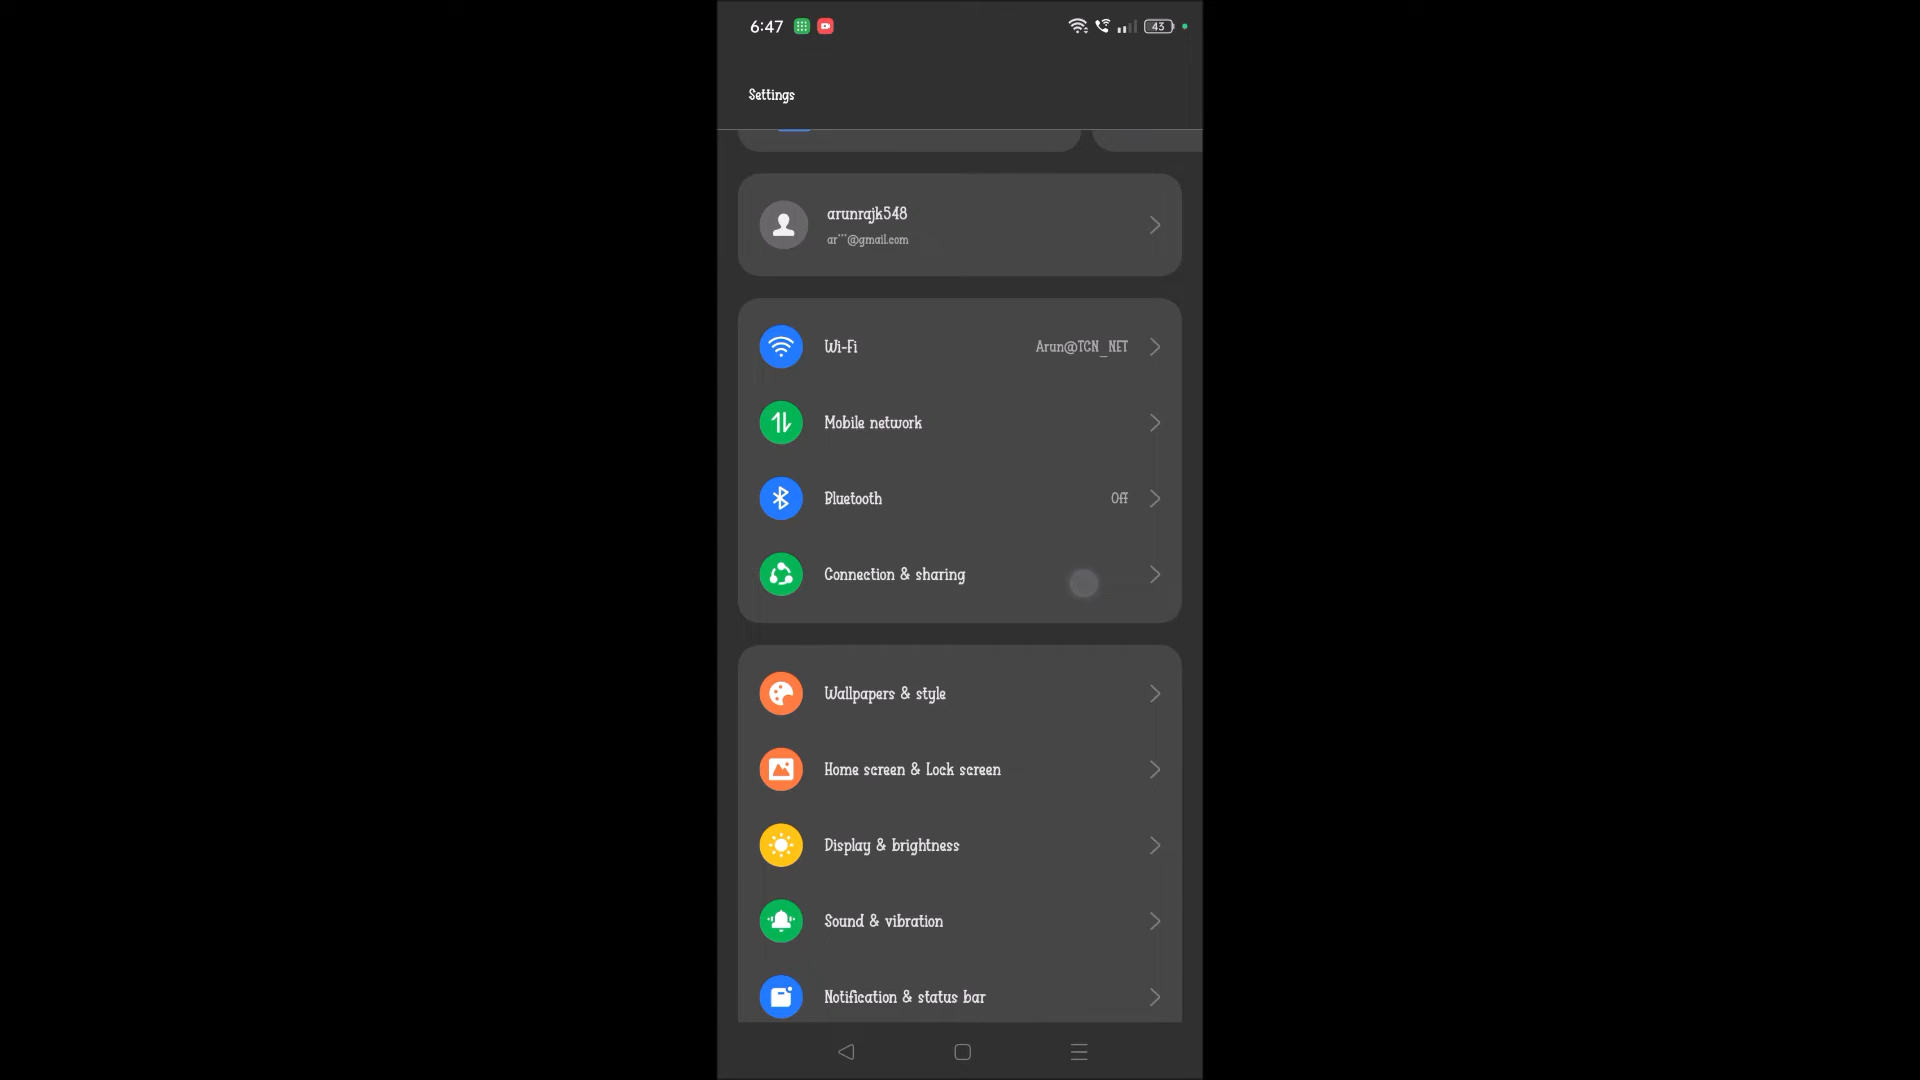 6:47
43
Settings
arunrajk548
ar***@gmail.com
Wi-Fi
Arun@TCN_NET
Mobile network
Bluetooth
Off
Connection & sharing
Wallpapers & style
Home screen & Lock screen
Display & brightness
Sound & vibration
Notification & status bar